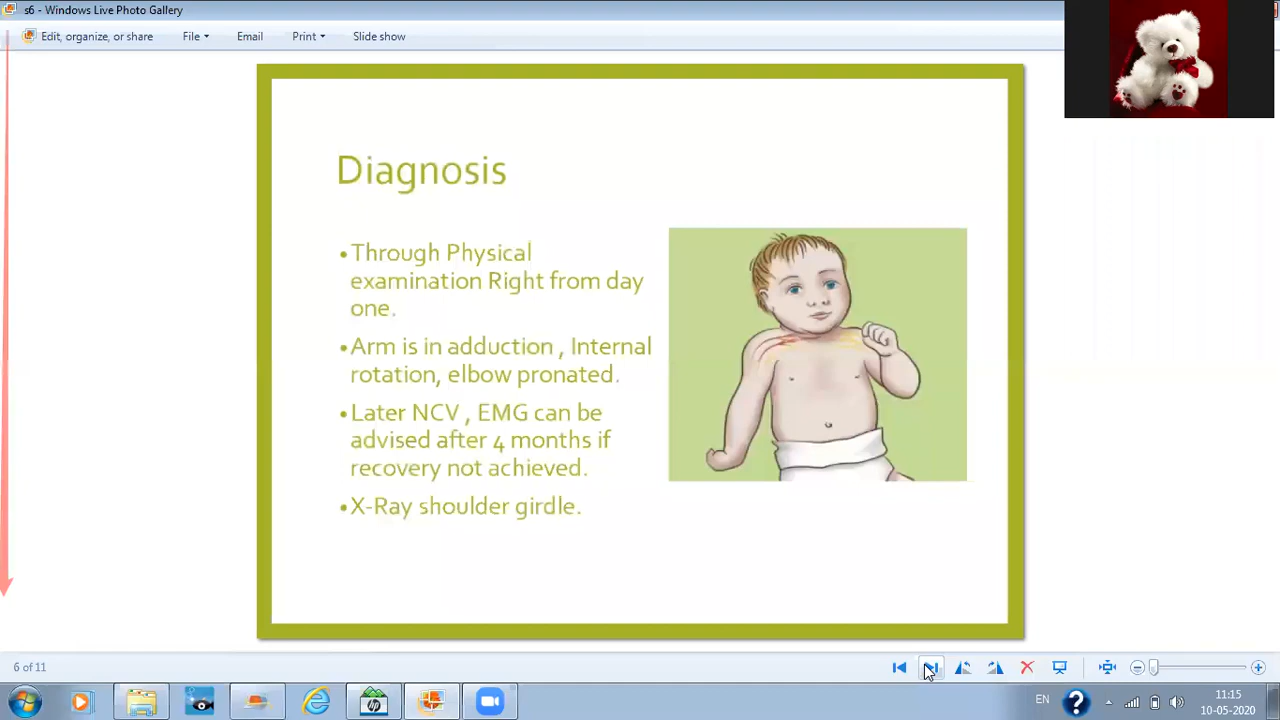 s6 - Windows Live Photo Gallery
Edit, organize, or share File Email Print Slide show
Diagnosis
•Through Physical
examination Right from day
one.
•Arm is in adduction , Internal
rotation, elbow pronated.
•Later NCV , EMG can be
advised after 4 months if
recovery not achieved.
•X-Ray shoulder girdle.
6 of 11
hp
EN
11:15
10-05-2020